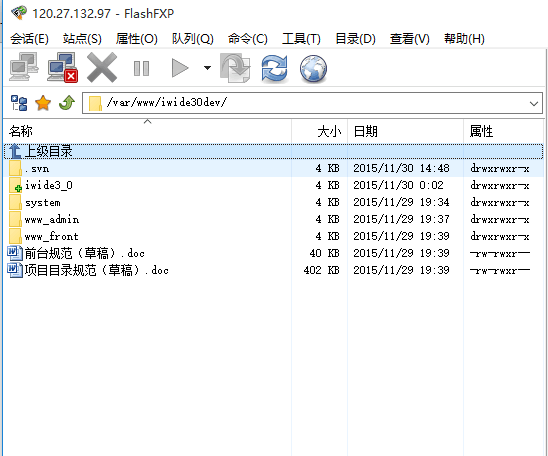 120.27.132.97 - FlashFXP
会话(E) 站点(S) 属性(O) 队列(Q) 命令(C) 工具(T) 目录(D) 查看(V) 帮助(H)
/var/www/iwide30dev/
名称 大小 日期 属性
上级目录
.svn 4 KB 2015/11/30 14:48 drwxrwxr-x
iwide3_0 4 KB 2015/11/30 0:02 drwxrwxr-x
system 4 KB 2015/11/29 19:34 drwxrwxr-x
www_admin 4 KB 2015/11/29 19:37 drwxrwxr-x
www_front 4 KB 2015/11/29 19:39 drwxrwxr-x
前台规范（草稿）.doc 40 KB 2015/11/29 19:39 -rw-rwxr--
项目目录规范（草稿）.doc 402 KB 2015/11/29 19:39 -rw-rwxr--